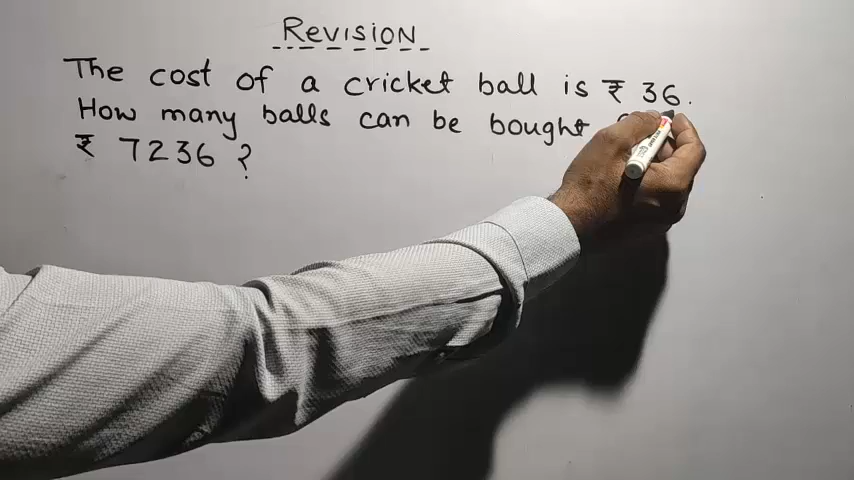 Revision
The cost of a cricket ball is ₹ 36.
How many balls can be bought
₹ 7236 ?